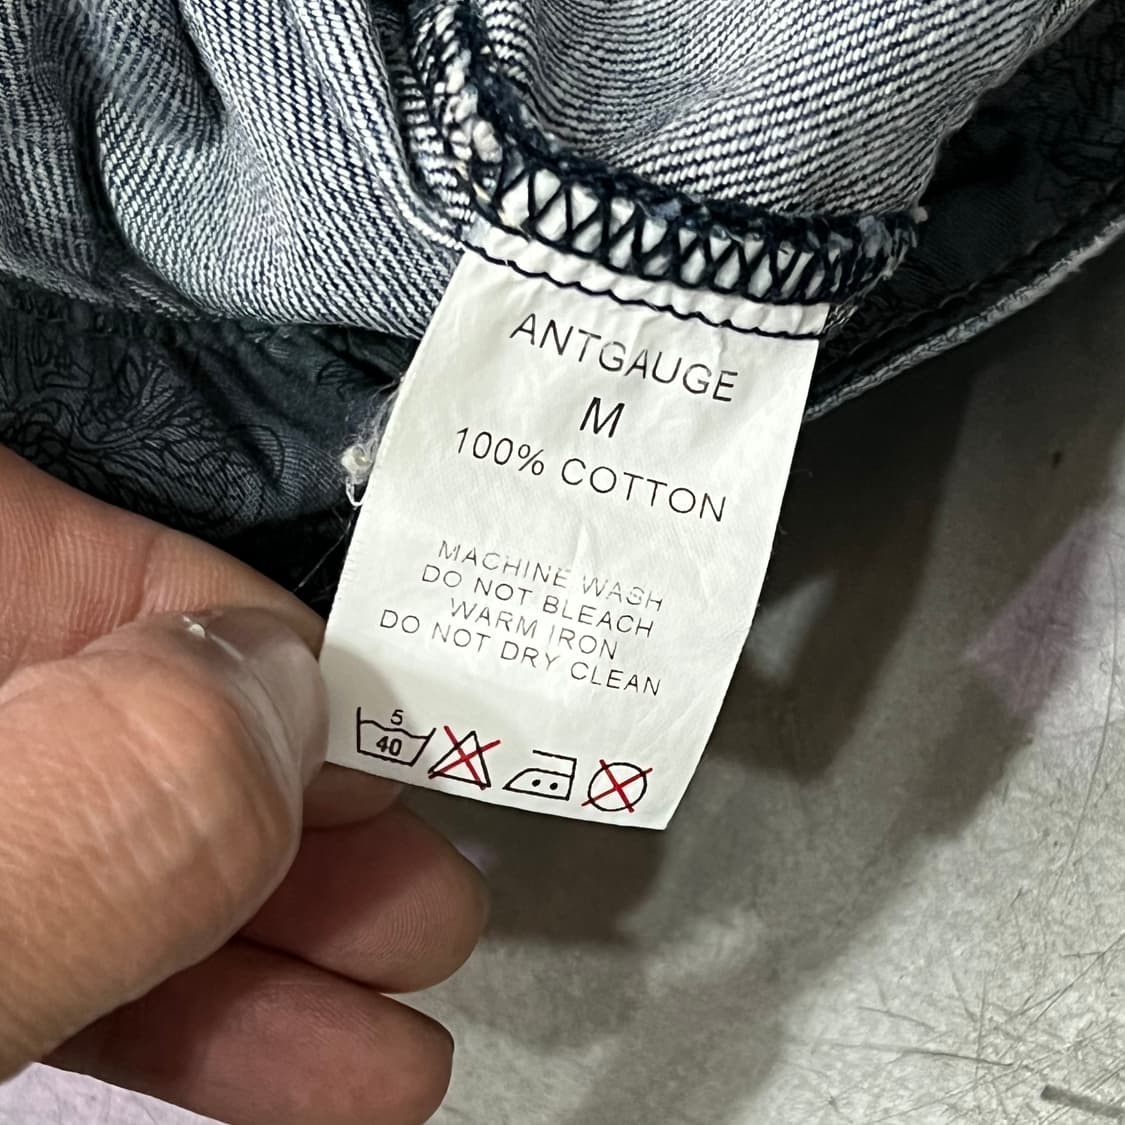 ANTGAUGE
M
100% COTTON
MACHINE WASH
DO NOT BLEACH
WARM IRON
DO NOT DRY CLEAN
5
40